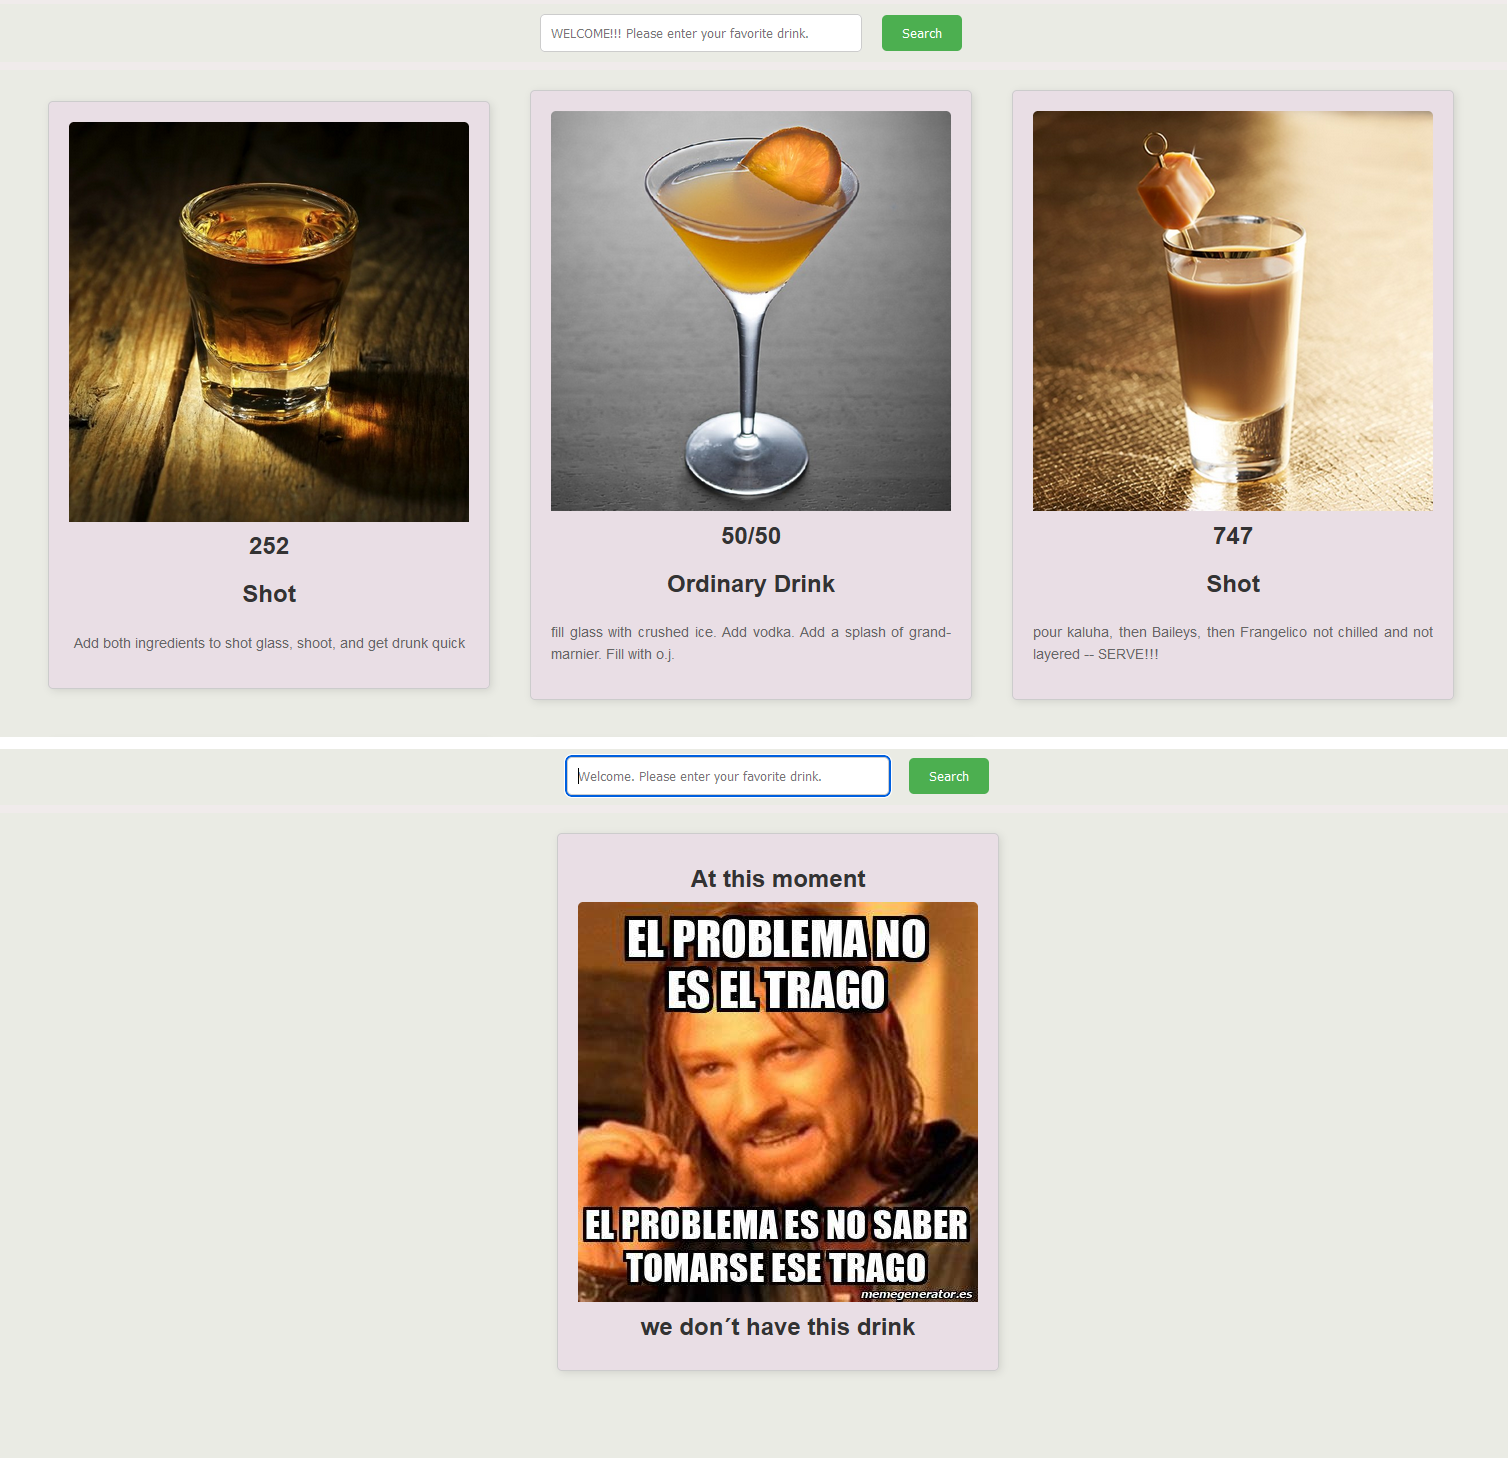 WELCOME!!! Please enter your favorite drink.
Search
252
Shot
Add both ingredients to shot glass, shoot, and get drunk quick
50/50
Ordinary Drink
fill glass with crushed ice. Add vodka. Add a splash of grand-
marnier. Fill with o.j.
747
Shot
pour kaluha, then Baileys, then Frangelico not chilled and not
layered -- SERVE!!!
Welcome. Please enter your favorite drink.
Search
At this moment
EL PROBLEMA NO
ES EL TRAGO
EL PROBLEMA ES NO SABER
TOMARSE ESE TRAGO
memegenerator.es
we don´t have this drink